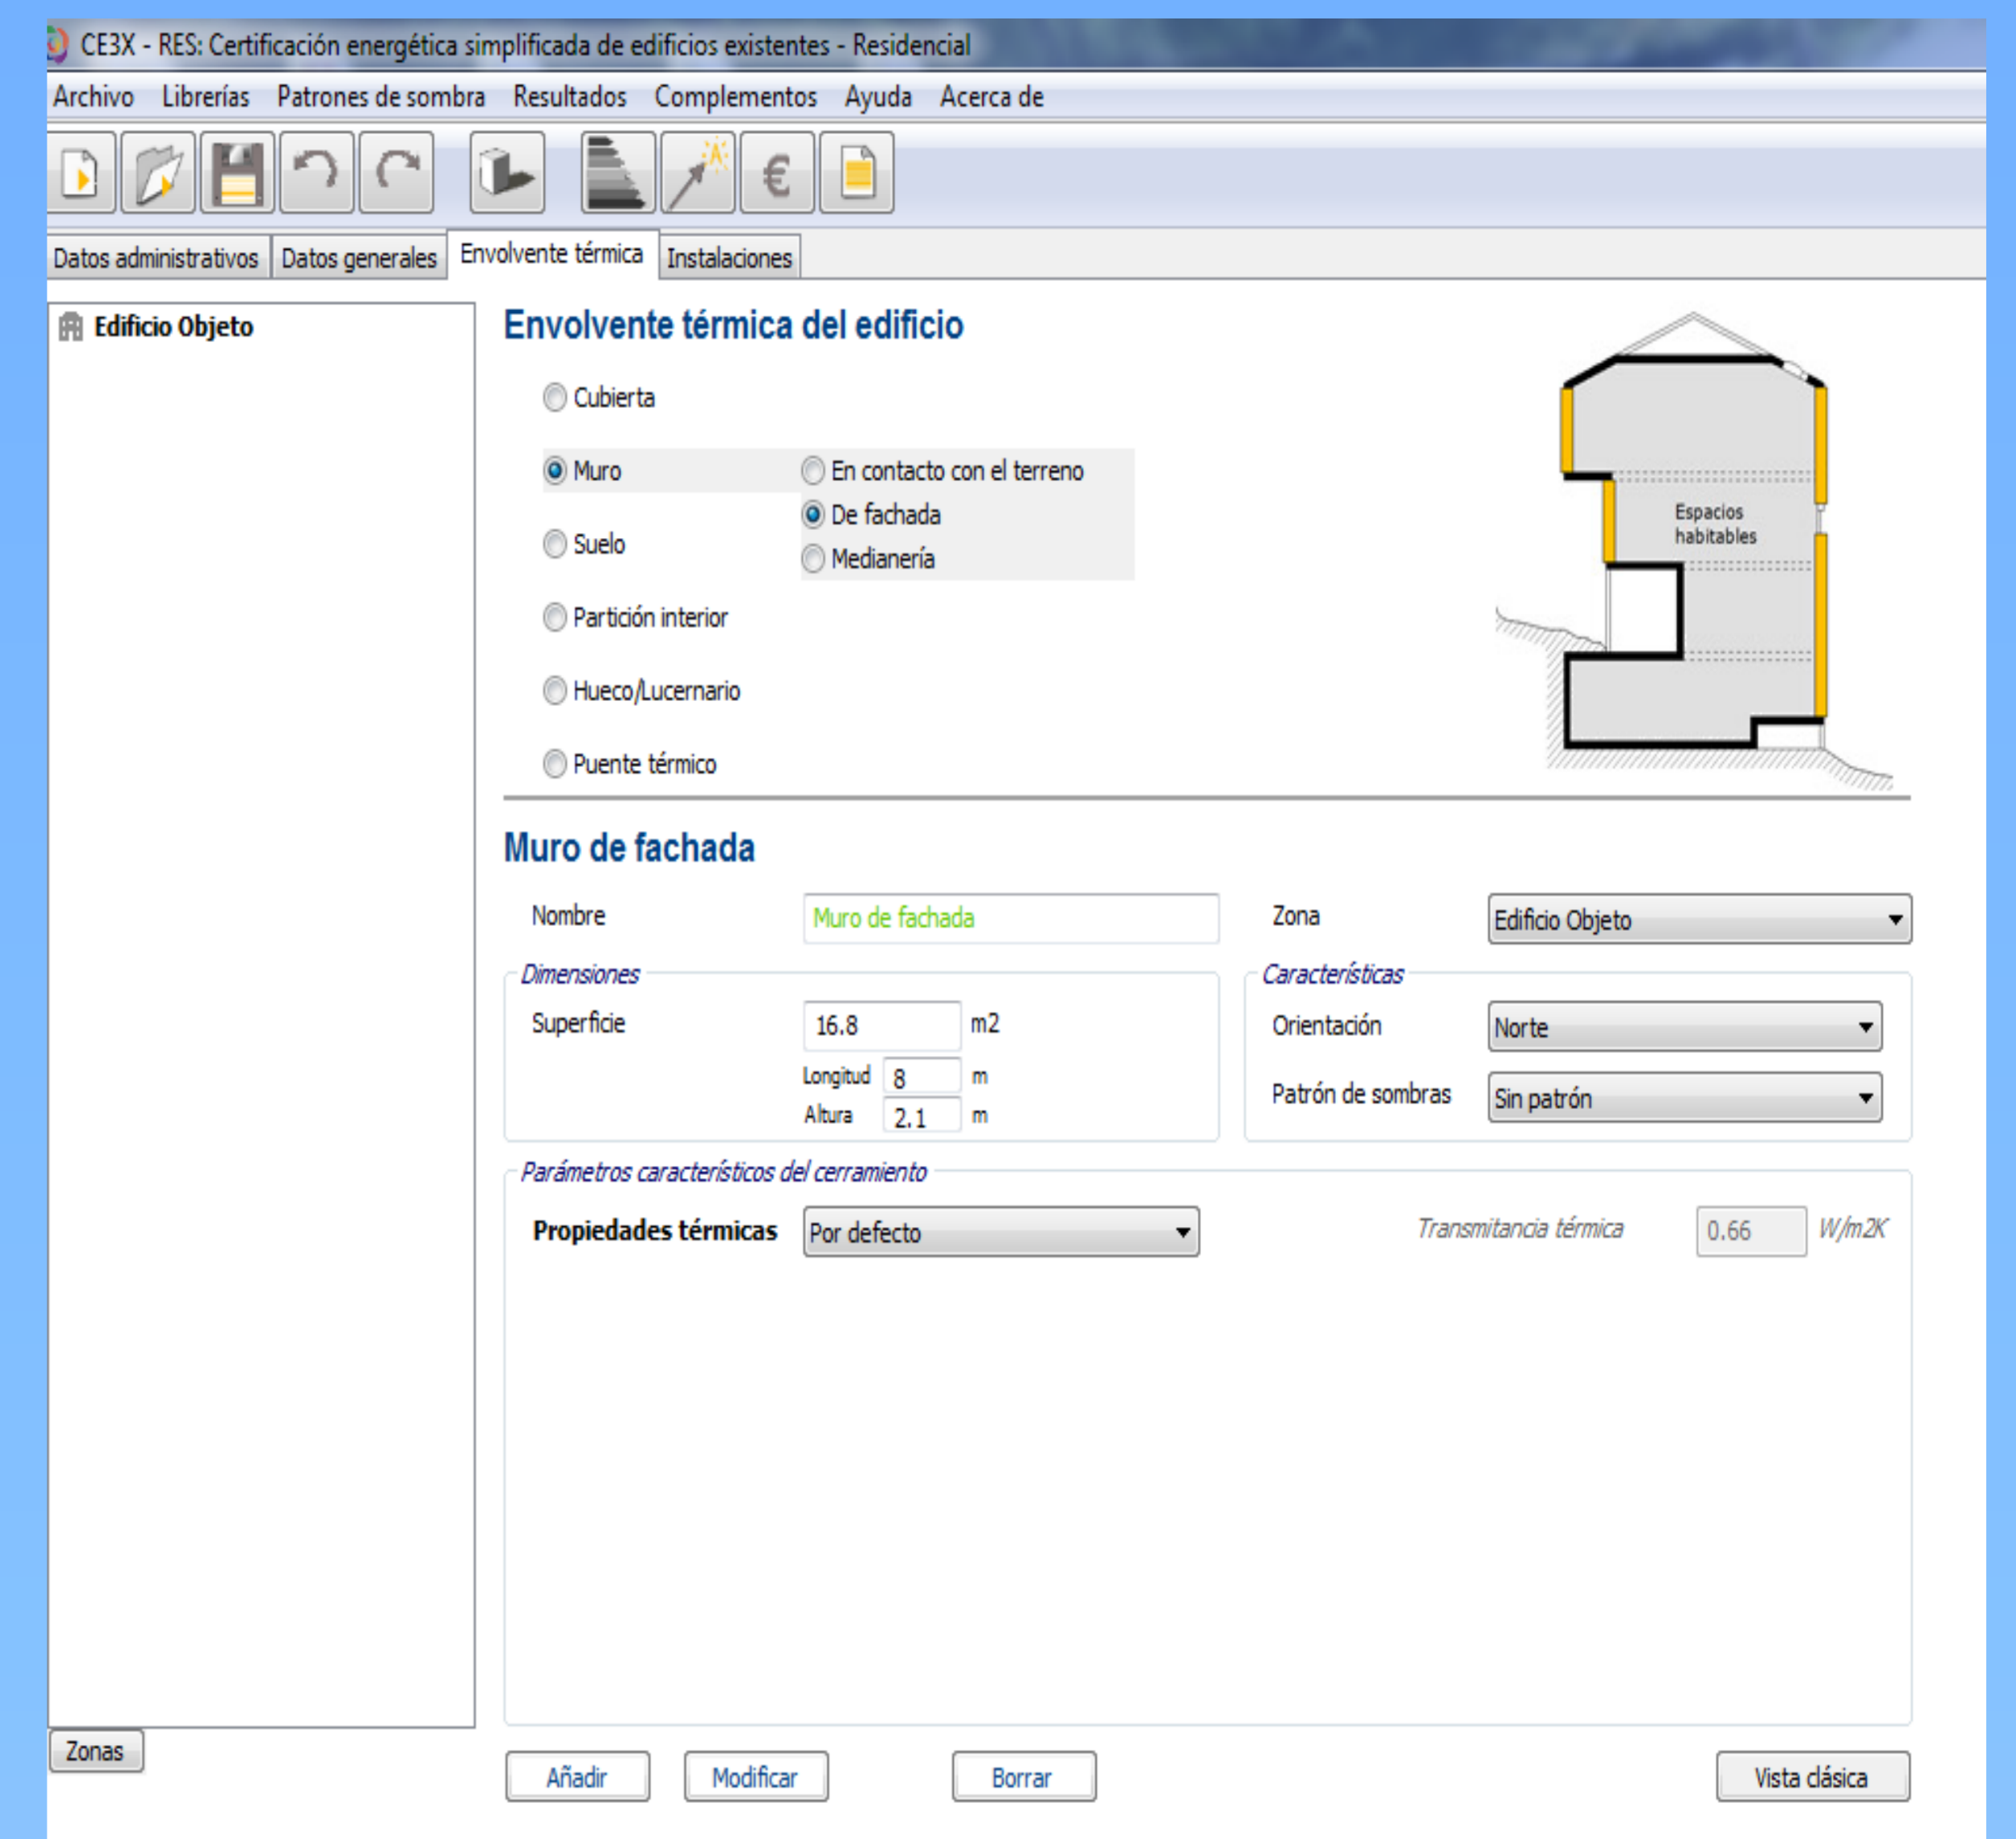 CE3X - RES: Certificación energética simplificada de edificios existentes - Residencial
Archivo Librerías Patrones de sombra Resultados Complementos Ayuda Acerca de
€
Datos administrativos Datos generales Envolvente térmica Instalaciones
Edificio Objeto
Envolvente térmica del edificio
Cubierta
Muro
En contacto con el terreno
De fachada
Medianería
Suelo
Partición interior
Hueco/Lucernario
Puente térmico
Espacios
habitables
Muro de fachada
Nombre Muro de fachada Zona Edificio Objeto
Dimensiones
Superficie 16.8 m2
Longitud 8 m
Altura 2.1 m
Características
Orientación Norte
Patrón de sombras Sin patrón
Parámetros característicos del cerramiento
Propiedades térmicas Por defecto Transmitancia térmica 0.66 W/m2K
Zonas
Añadir Modificar Borrar Vista clásica